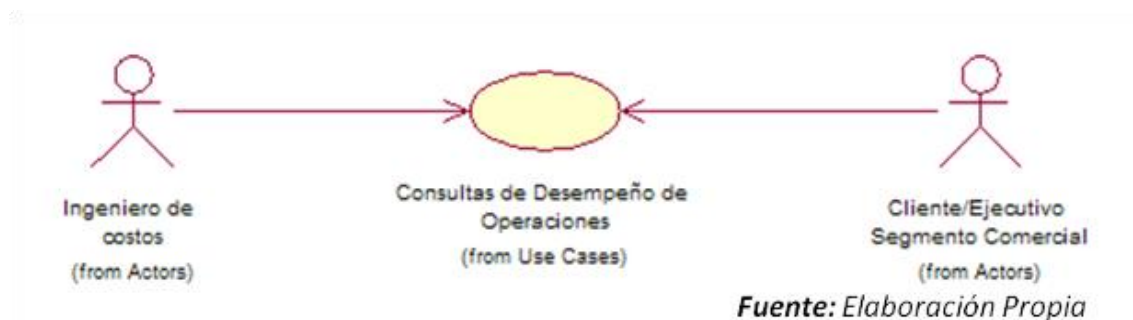 Ingeniero de
costos
(from Actors)
Consultas de Desempeño de
Operaciones
(from Use Cases)
Cliente/Ejecutivo
Segmento Comercial
(from Actors)
Fuente: Elaboración Propia